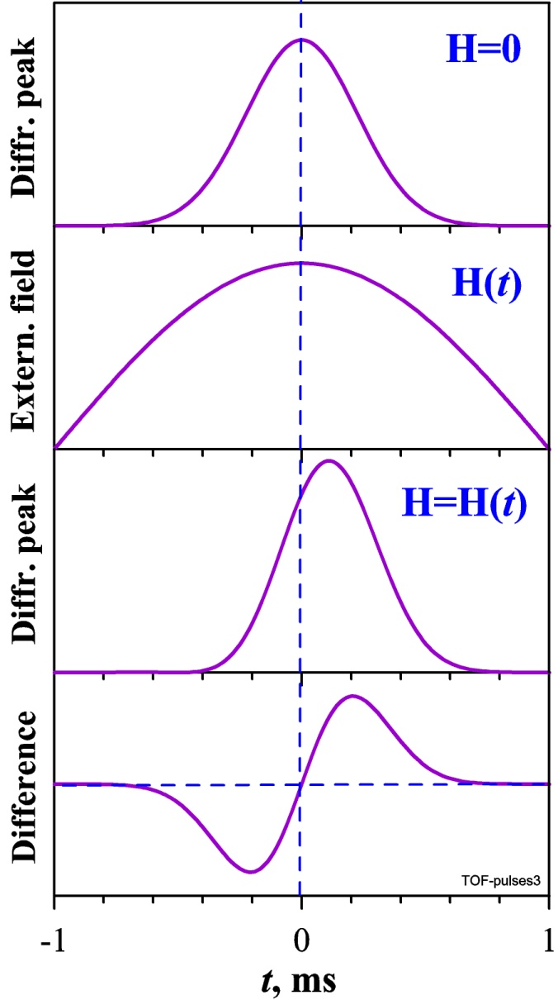 Diffr. peak
H=0
Extern. field
H(t)
Diffr. peak
H=H(t)
Difference
TOF-pulses3
-1 0 1
t, ms